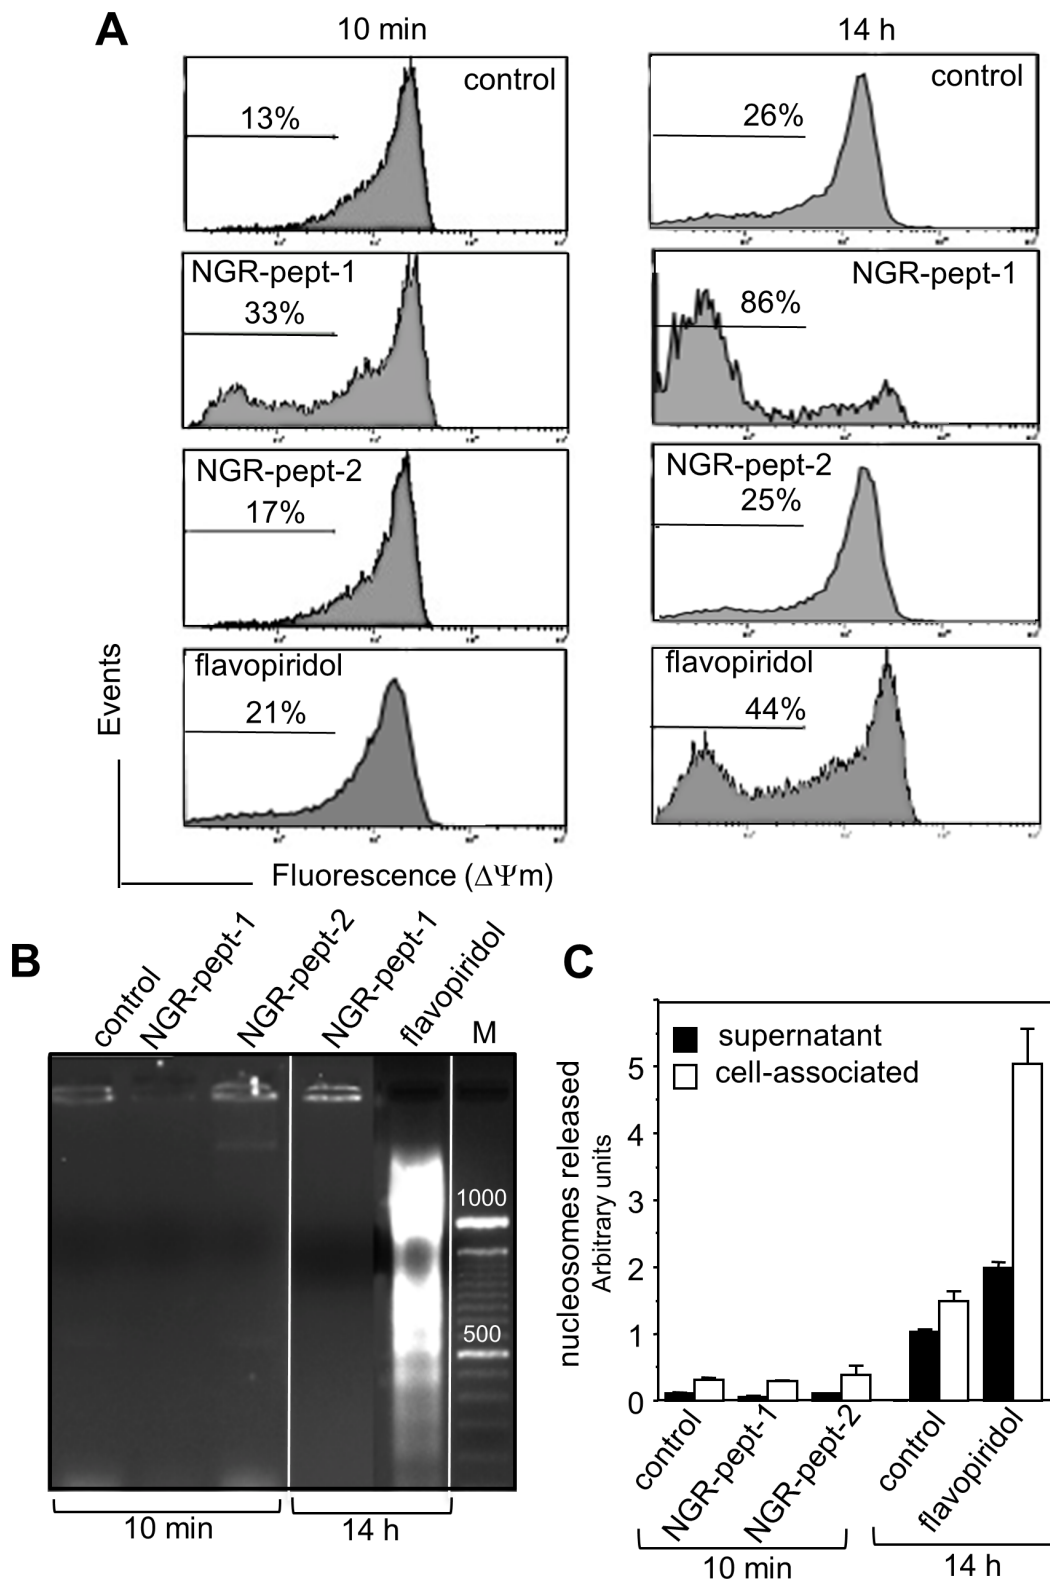 A
10 min
14 h
control
13%
control
26%
NGR-pept-1
33%
NGR-pept-1
86%
NGR-pept-2
17%
NGR-pept-2
25%
flavopiridol
21%
flavopiridol
44%
Events
Fluorescence (ΔΨm)
B
control
NGR-pept-1
NGR-pept-2
NGR-pept-1
flavopiridol
M
1000
500
10 min
14 h
C
supernatant
cell-associated
nucleosomes released
Arbitrary units
5
4
3
2
1
0
control
NGR-pept-1
NGR-pept-2
control
flavopiridol
10 min
14 h